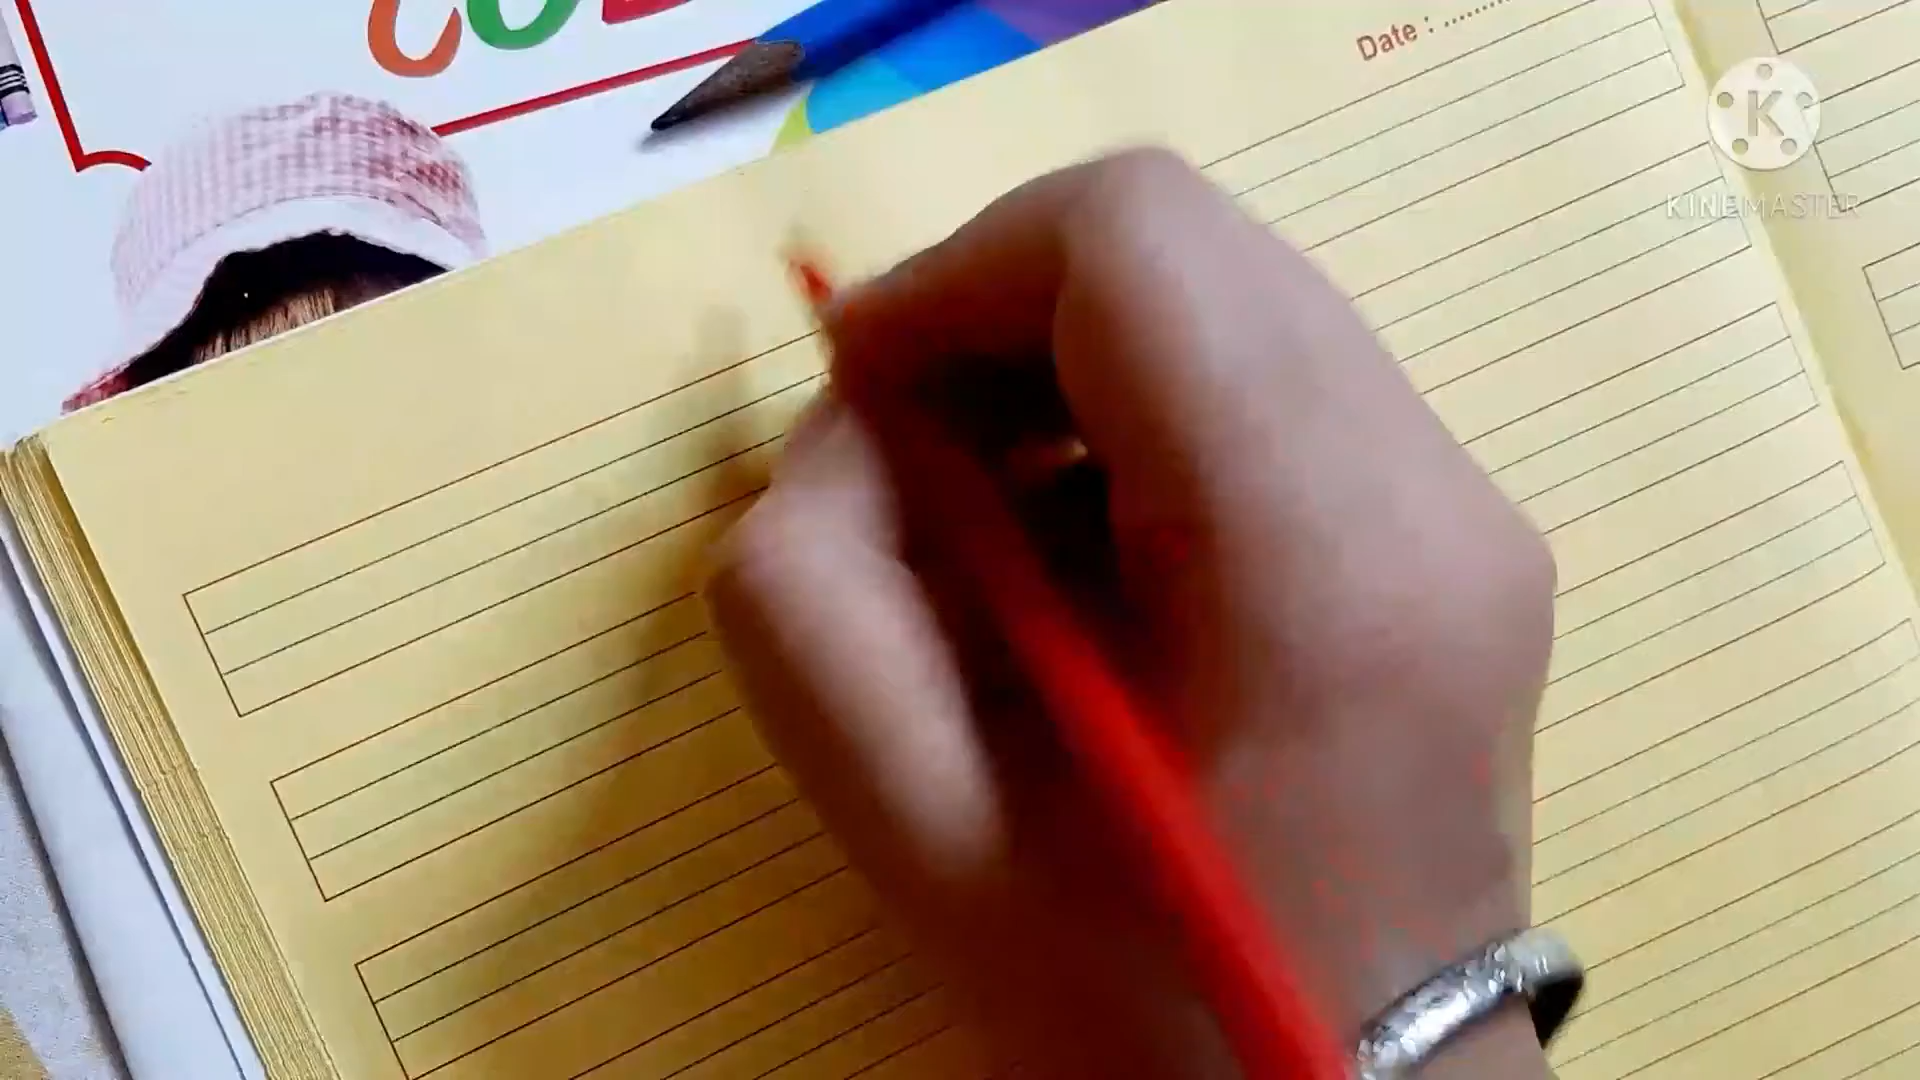 Date : ..........
K
KINEMASTER